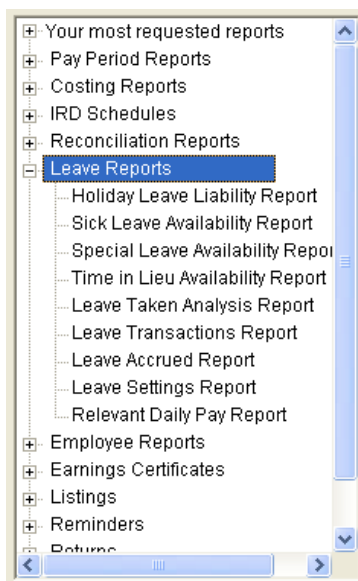 Your most requested reports
Pay Period Reports
Costing Reports
IRD Schedules
Reconciliation Reports
Leave Reports
Holiday Leave Liability Report
Sick Leave Availability Report
Special Leave Availability Repor
Time in Lieu Availability Report
Leave Taken Analysis Report
Leave Transactions Report
Leave Accrued Report
Leave Settings Report
Relevant Daily Pay Report
Employee Reports
Earnings Certificates
Listings
Reminders
Returns